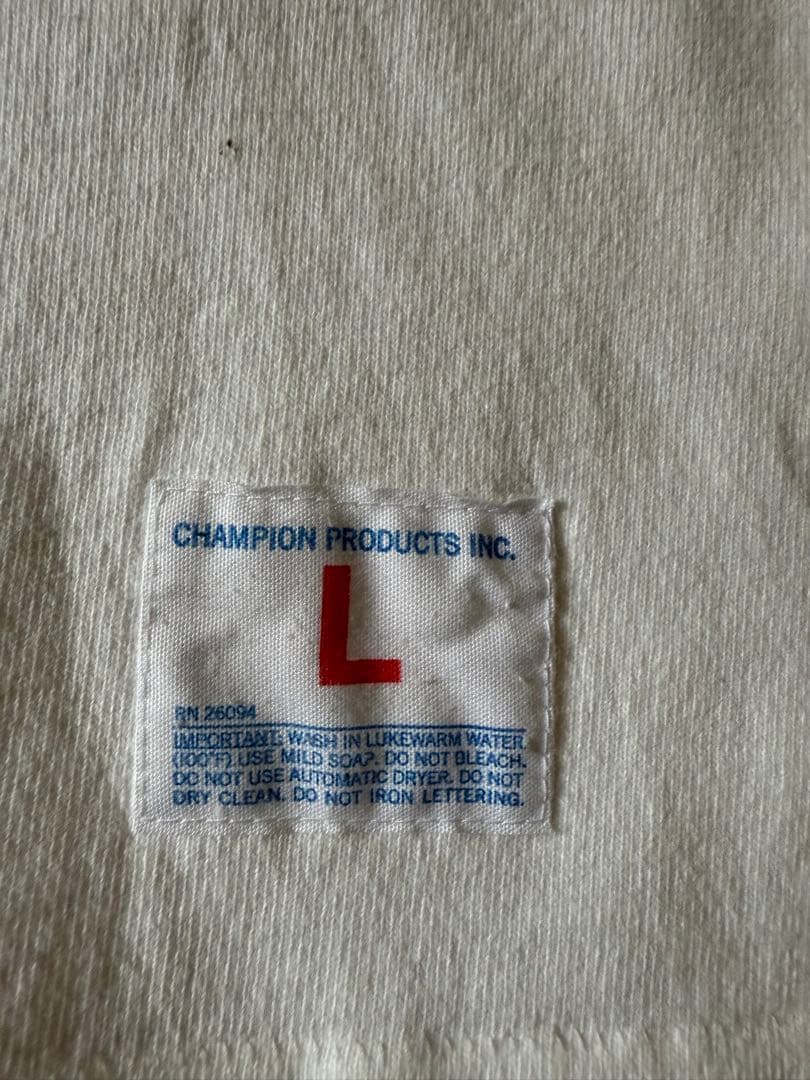 CHAMPION PRODUCTS INC.
L
RN 26094
IMPORTANT: WASH IN LUKEWARM WATER
(100°F) USE MILD SOAP. DO NOT BLEACH.
DO NOT USE AUTOMATIC DRYER. DO NOT
DRY CLEAN. DO NOT IRON LETTERING.